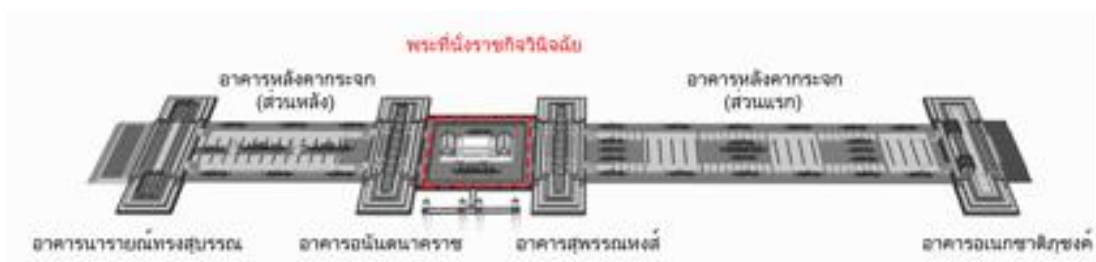 พระที่นั่งราชกิจวินิจฉัย
อาคารหลังคากระจก
(ส่วนหลัง)
อาคารหลังคากระจก
(ส่วนแรก)
อาคารนารายณ์ทรงสุบรรณ
อาคารอนันตนาคราช
อาคารสุพรรณหงส์
อาคารอเนกชาติภุชงค์